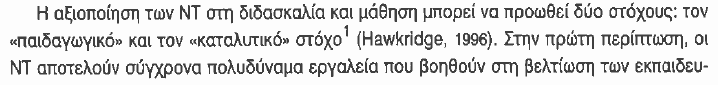 Η αξιοποίηση των ΝΤ στη διδασκαλία και μάθηση μπορεί να προωθεί δύο στόχους: τον
«παιδαγωγικό» και τον «καταλυτικό» στόχο¹ (Hawkridge, 1996). Στην πρώτη περίπτωση, οι
ΝΤ αποτελούν σύγχρονα πολυδύναμα εργαλεία που βοηθούν στη βελτίωση των εκπαιδευ-